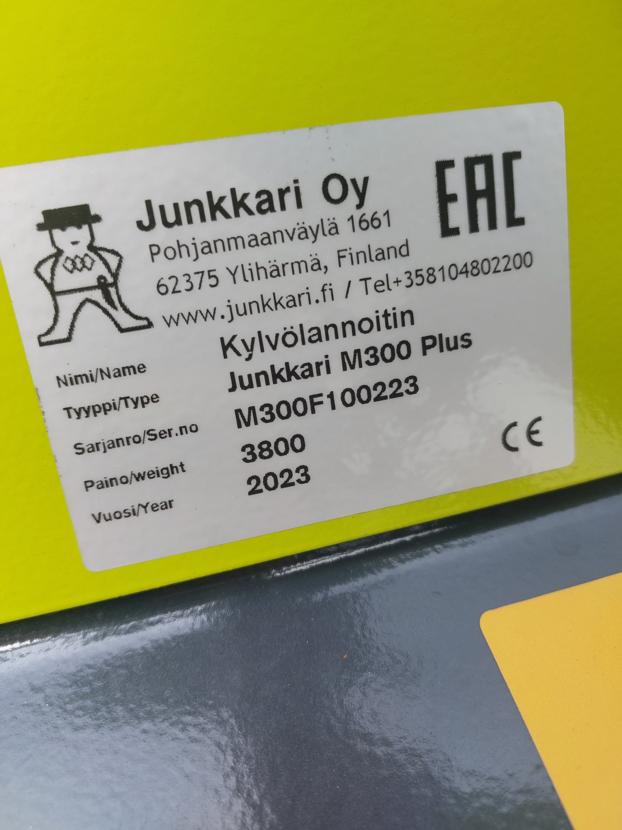 Junkkari Oy
EAC
Pohjanmaanväylä 1661
62375 Ylihärmä, Finland
www.junkkari.fi / Tel+358104802200
Nimi/Name Kylvölannoitin
Tyyppi/Type Junkkari M300 Plus
Sarjanro/Ser.no M300F100223
Paino/weight 3800
Vuosi/Year 2023
CE